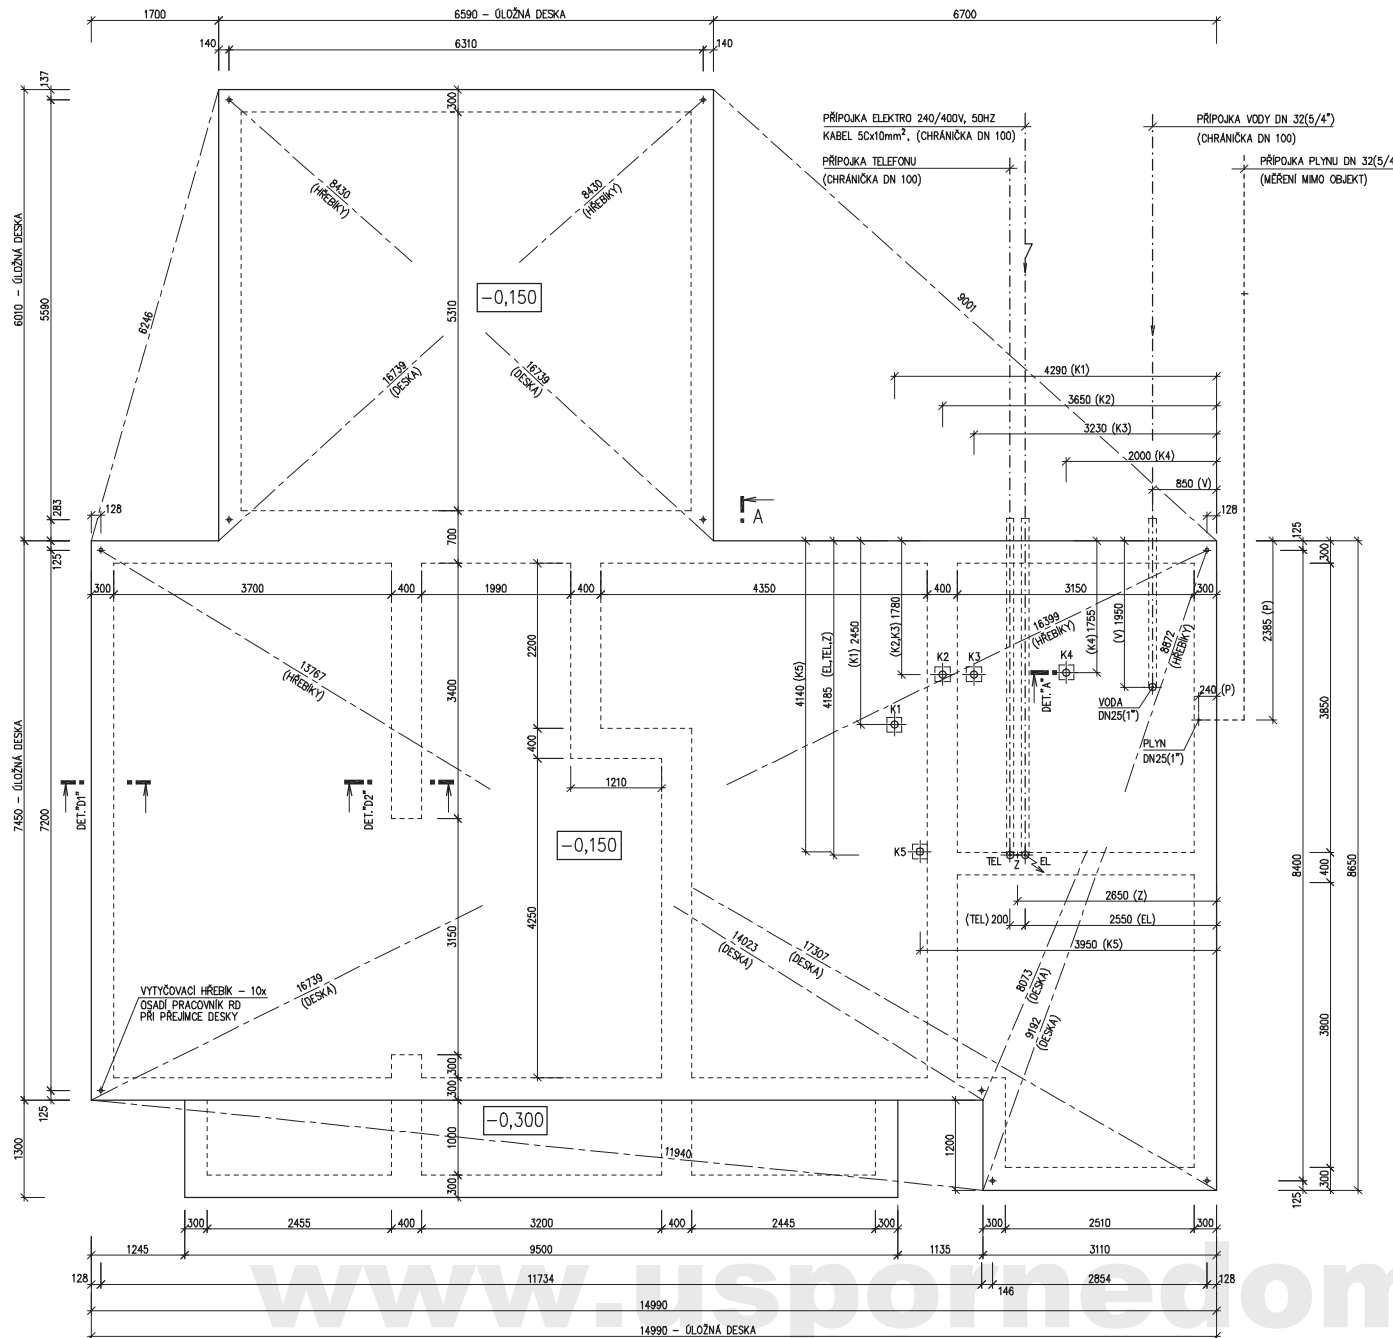 1700
6590 – ÚLOŽNÁ DESKA
6700
140
6310
140
137
300
PŘÍPOJKA ELEKTRO 240/400V, 50HZ
KABEL 5Cx10mm², (CHRÁNIČKA DN 100)
PŘÍPOJKA TELEFONU
(CHRÁNIČKA DN 100)
PŘÍPOJKA VODY DN 32(5/4")
(CHRÁNIČKA DN 100)
PŘÍPOJKA PLYNU DN 32(5/4
(MĚŘENÍ MIMO OBJEKT)
8430
(HŘEBÍKY)
8430
(HŘEBÍKY)
6010 – ÚLOŽNÁ DESKA
5590
6246
5310
–0,150
9001
16739
(DESKA)
16739
(DESKA)
4290 (K1)
3650 (K2)
3230 (K3)
2000 (K4)
850 (V)
283
128
A
128
700
125
125
300
300
3700
400
1990
400
4350
400
3150
300
2200
3400
4140 (K5)
4185 (EL,TEL,Z)
(K1) 2450
(K2,K3) 1780
16399
(HŘEBÍKY)
(K4) 1755
(V) 1950
8872
(HŘEBÍKY)
2385 (P)
13767
(HŘEBÍKY)
K2
K3
K4
DET."A"
240 (P)
VODA
DN25(1")
K1
3850
400
PLYN
DN25(1")
7450 – ÚLOŽNÁ DESKA
7200
DET."D1"
DET."D2"
1210
–0,150
K5
TEL
Z
EL
8400
400
8650
2650 (Z)
(TEL) 200
2550 (EL)
3950 (K5)
4250
3150
14023
(DESKA)
17307
(DESKA)
8073
(DESKA)
9192
(DESKA)
16739
(DESKA)
VYTYČOVACÍ HŘEBÍK – 10x
OSADÍ PRACOVNÍK RD
PŘI PŘEJÍMCE DESKY
3800
300
300
125
–0,300
1300
1000
11940
1200
300
300
125
300
2455
400
3200
400
2445
300
300
2510
300
1245
9500
1135
3110
128
11734
146
2854
128
14990
14990 – ÚLOŽNÁ DESKA
www.uspornedom